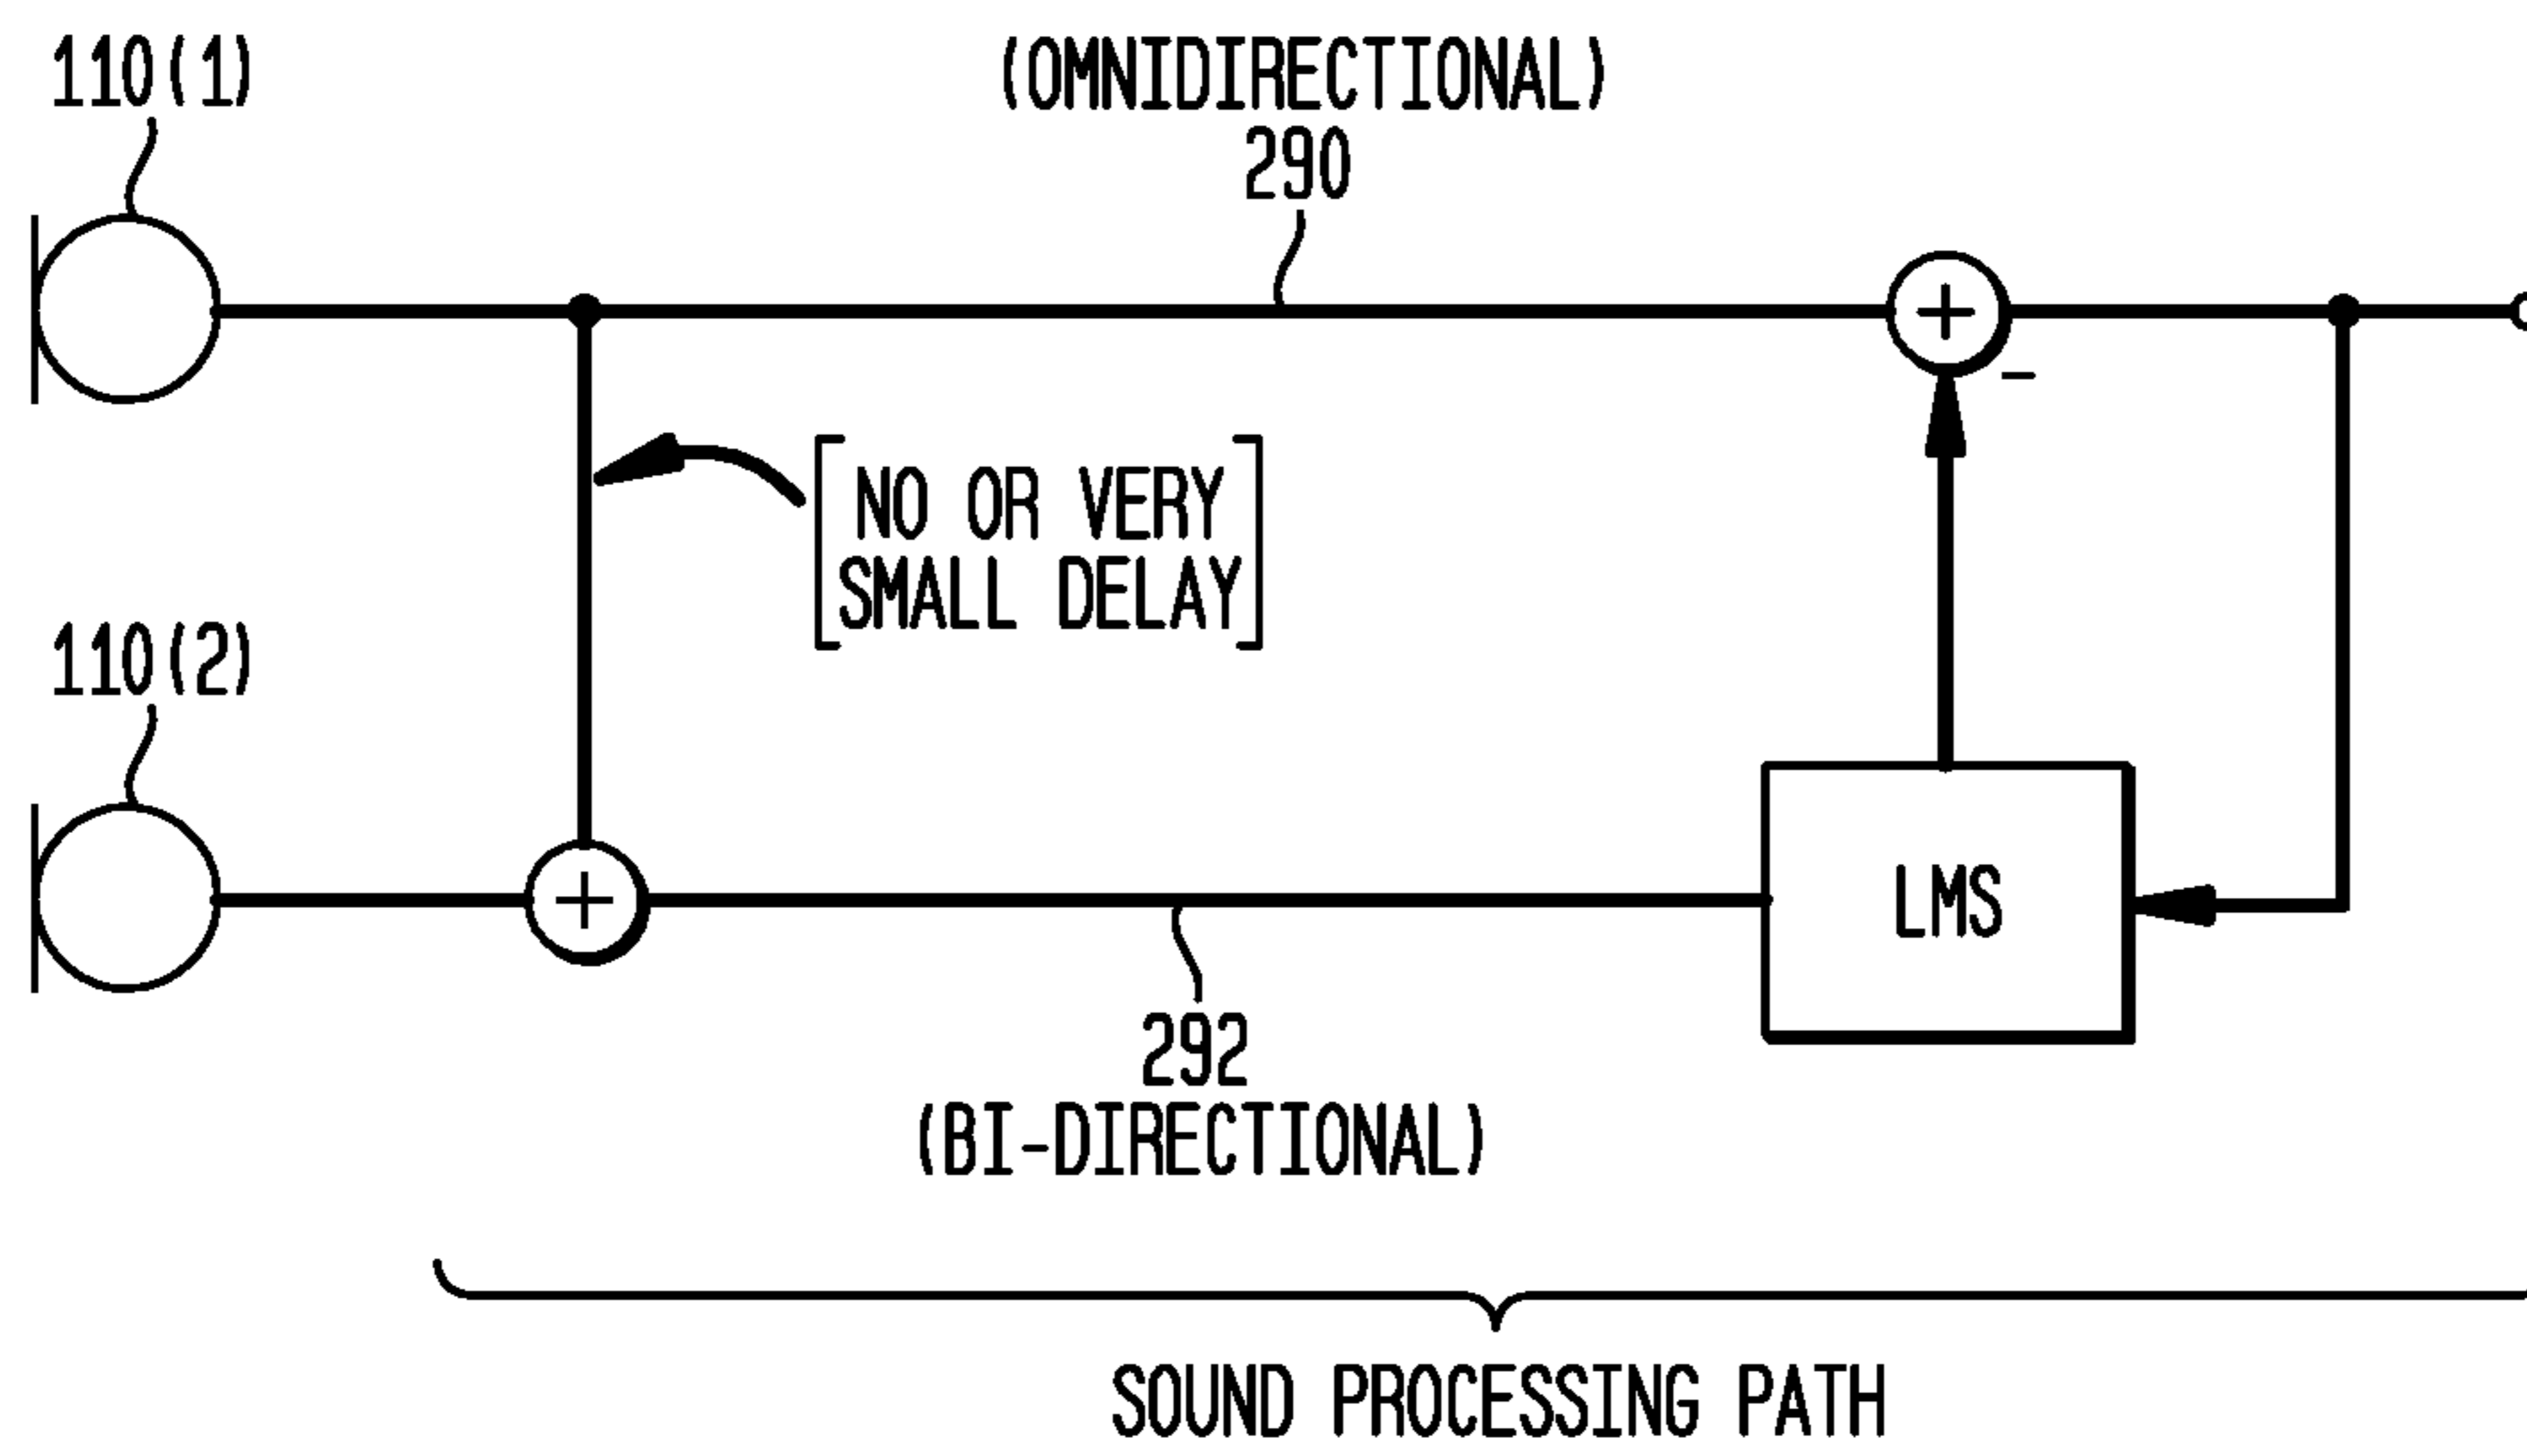 110(1)
(OMNIDIRECTIONAL)
290
+
-
NO OR VERY
SMALL DELAY
110(2)
+
LMS
292
(BI-DIRECTIONAL)
SOUND PROCESSING PATH